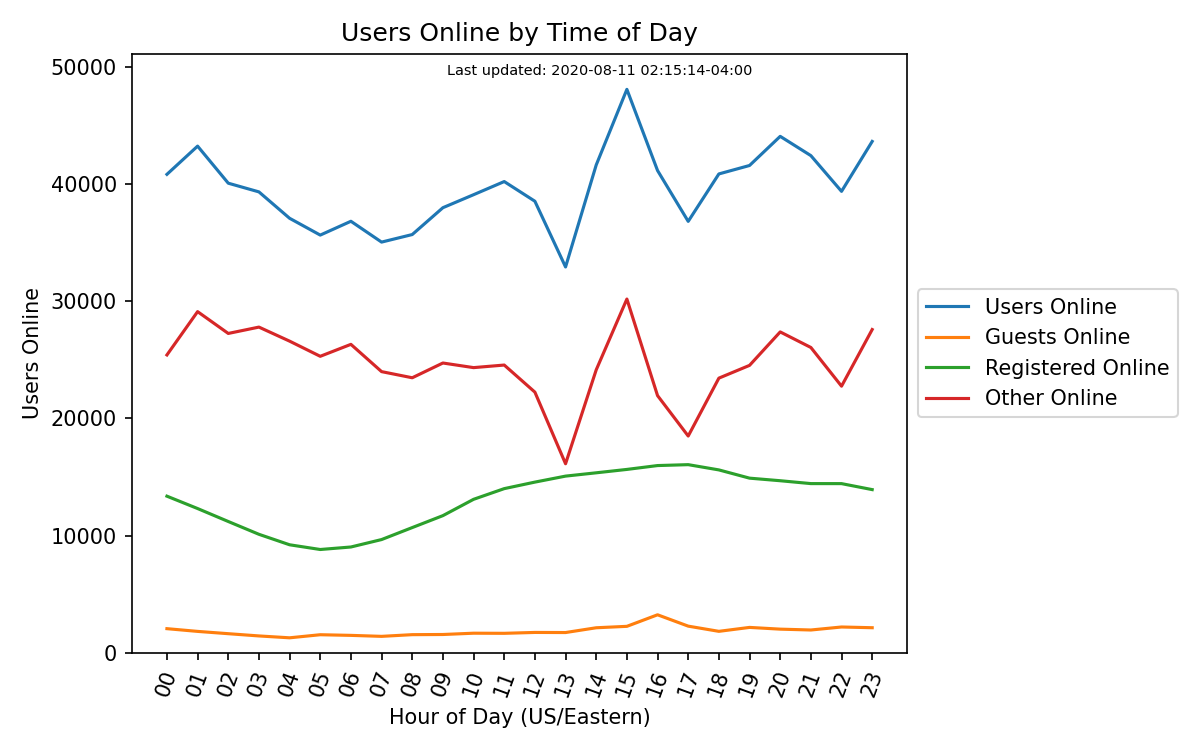 Users Online by Time of Day
Last updated: 2020-08-11 02:15:14-04:00
Users Online
50000
40000
30000
20000
10000
0
00 01 02 03 04 05 06 07 08 09 10 11 12 13 14 15 16 17 18 19 20 21 22 23
Hour of Day (US/Eastern)
Users Online
Guests Online
Registered Online
Other Online